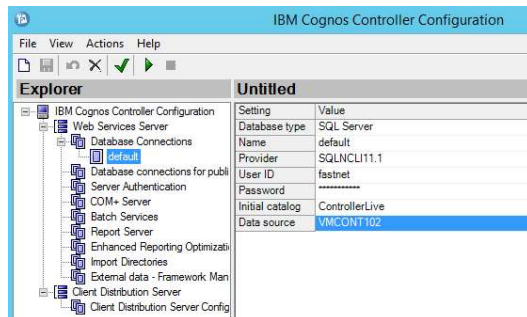 IBM Cognos Controller Configuration
File View Actions Help
Explorer
Untitled
IBM Cognos Controller Configuration
Web Services Server
Database Connections
default
Database connections for publi
Server Authentication
COM+ Server
Batch Services
Report Server
Enhanced Reporting Optimizati
Import Directories
External data - Framework Man
Client Distribution Server
Client Distribution Server Config
Setting Value
Database type SQL Server
Name default
Provider SQLNCLI11.1
User ID fastnet
Password ***********
Initial catalog ControllerLive
Data source VMCONT102